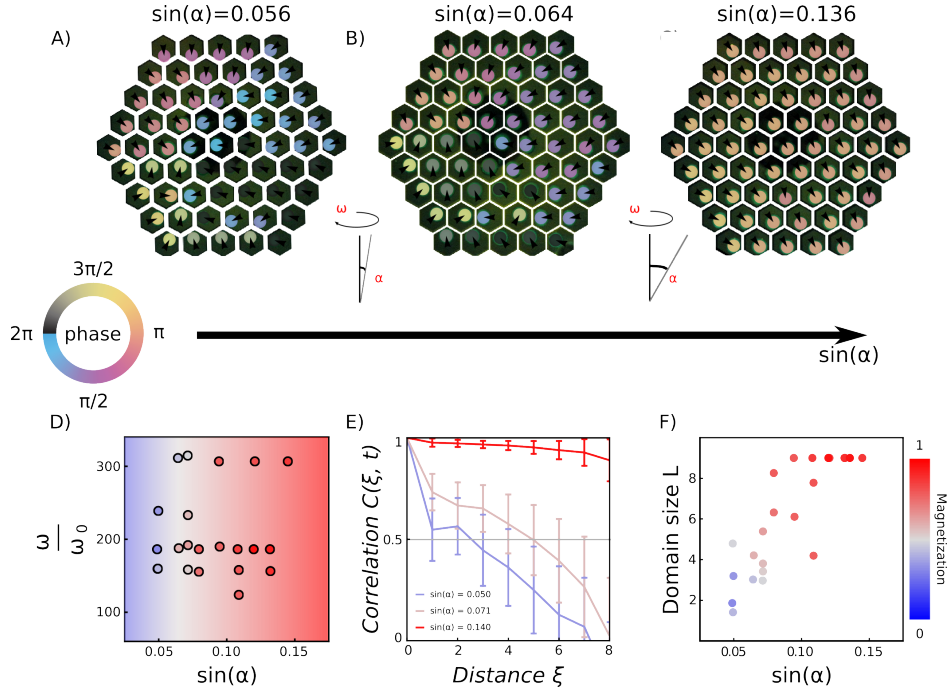 sin(α)=0.056
sin(α)=0.064
sin(α)=0.136
A)
B)
ω
α
ω
α
3π/2
2π
phase
π
π/2
sin(α)
D)
E)
F)
300
200
100
ω
ω₀
0.05
0.10
0.15
sin(α)
1
0.5
0
Correlation C(ξ, t)
sin(α) = 0.050
sin(α) = 0.071
sin(α) = 0.140
0
2
4
6
8
Distance ξ
8
6
4
2
Domain size L
0.05
0.10
0.15
sin(α)
1
0
Magnetization